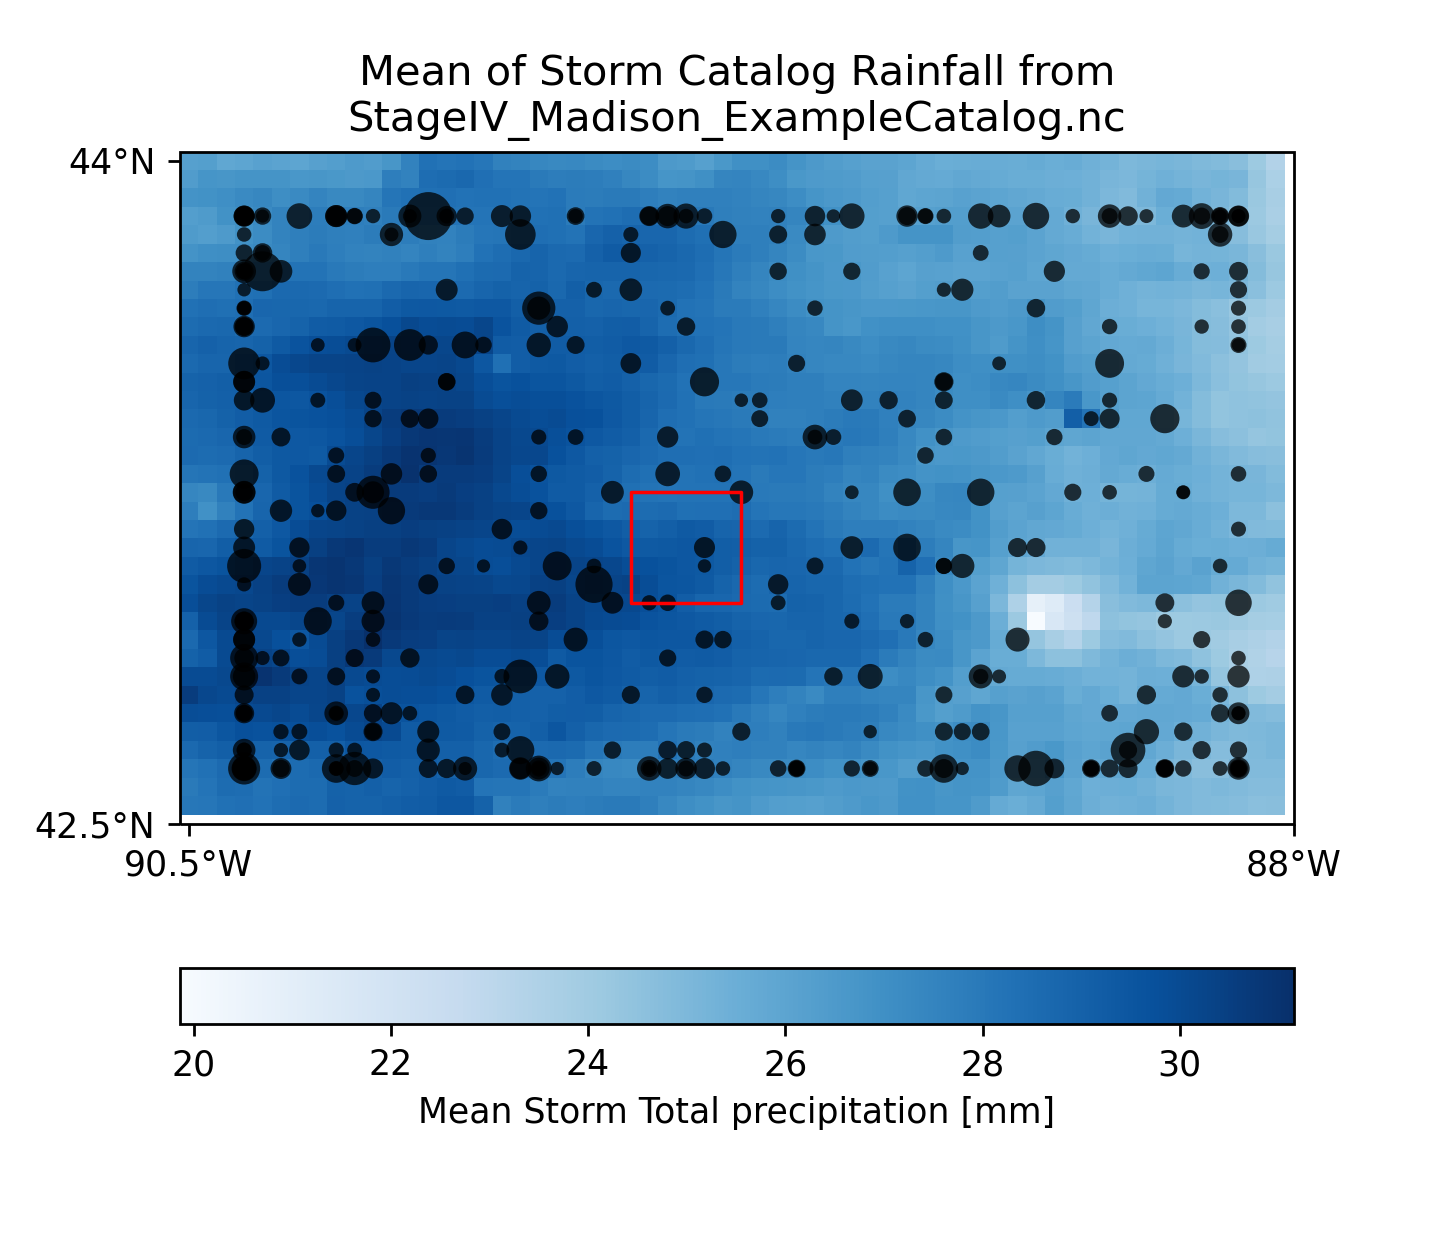 Mean of Storm Catalog Rainfall from
StageIV_Madison_ExampleCatalog.nc
44°N
42.5°N
90.5°W
88°W
20
22
24
26
28
30
Mean Storm Total precipitation [mm]